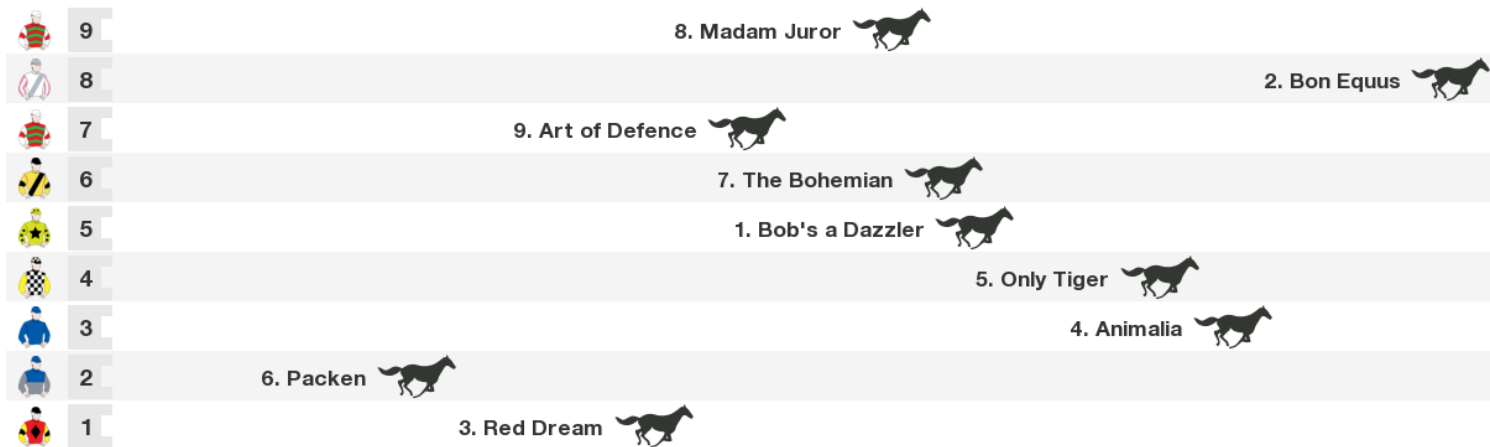 9 8. Madam Juror
8 2. Bon Equus
7 9. Art of Defence
6 7. The Bohemian
5 1. Bob's a Dazzler
4 5. Only Tiger
3 4. Animalia
2 6. Packen
1 3. Red Dream